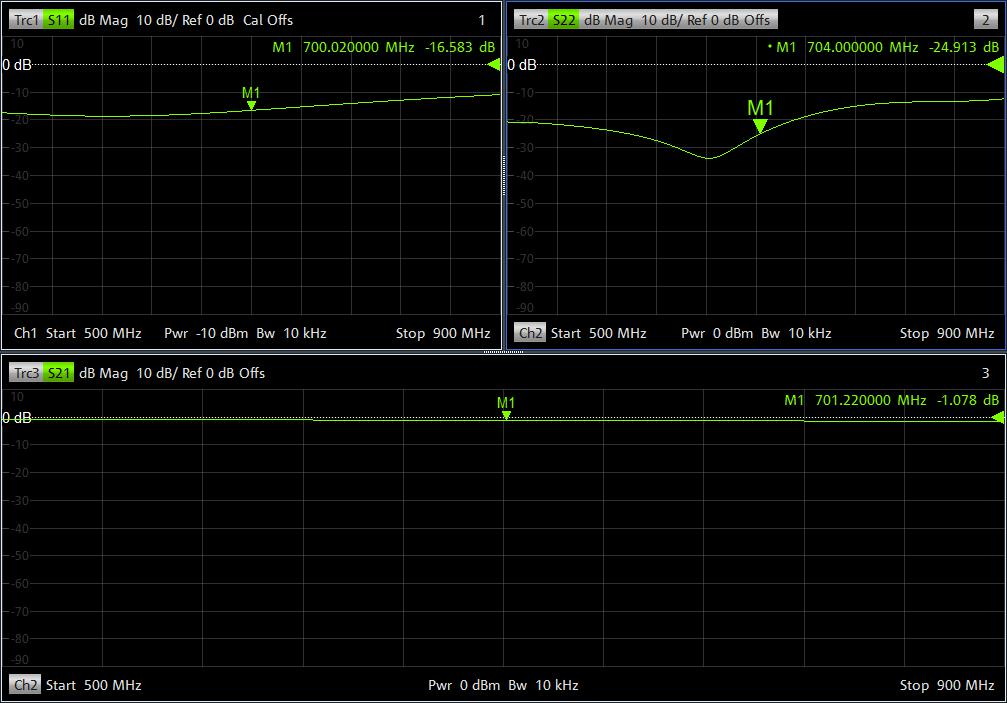 Trc1 S11 dB Mag 10 dB/ Ref 0 dB Cal Offs 1
M1 700.020000 MHz -16.583 dB
10
0 dB
-10
M1
-20
-30
-40
-50
-60
-70
-80
-90
Ch1 Start 500 MHz Pwr -10 dBm Bw 10 kHz Stop 900 MHz
Trc2 S22 dB Mag 10 dB/ Ref 0 dB Offs 2
• M1 704.000000 MHz -24.913 dB
10
0 dB
-10
M1
-20
-30
-40
-50
-60
-70
-80
-90
Ch2 Start 500 MHz Pwr 0 dBm Bw 10 kHz Stop 900 MHz
Trc3 S21 dB Mag 10 dB/ Ref 0 dB Offs 3
M1 701.220000 MHz -1.078 dB
10
M1
0 dB
-10
-20
-30
-40
-50
-60
-70
-80
-90
Ch2 Start 500 MHz Pwr 0 dBm Bw 10 kHz Stop 900 MHz